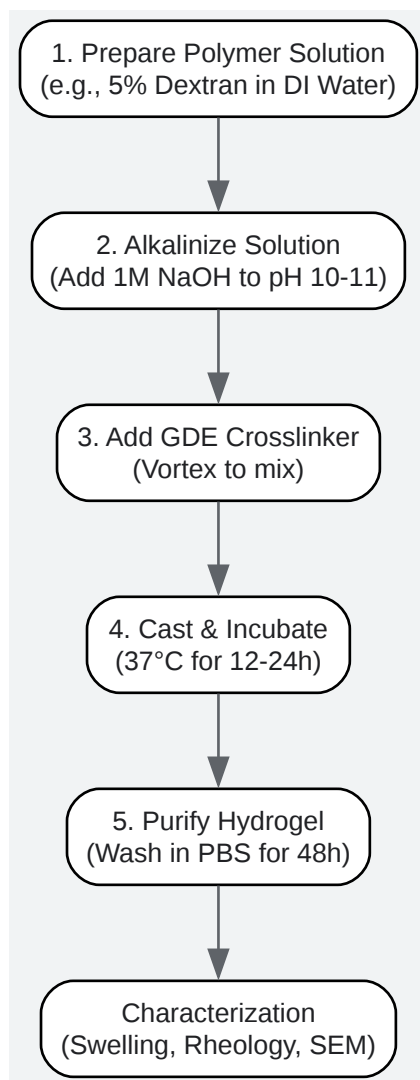 1. Prepare Polymer Solution
(e.g., 5% Dextran in DI Water)
2. Alkalinize Solution
(Add 1M NaOH to pH 10-11)
3. Add GDE Crosslinker
(Vortex to mix)
4. Cast & Incubate
(37°C for 12-24h)
5. Purify Hydrogel
(Wash in PBS for 48h)
Characterization
(Swelling, Rheology, SEM)